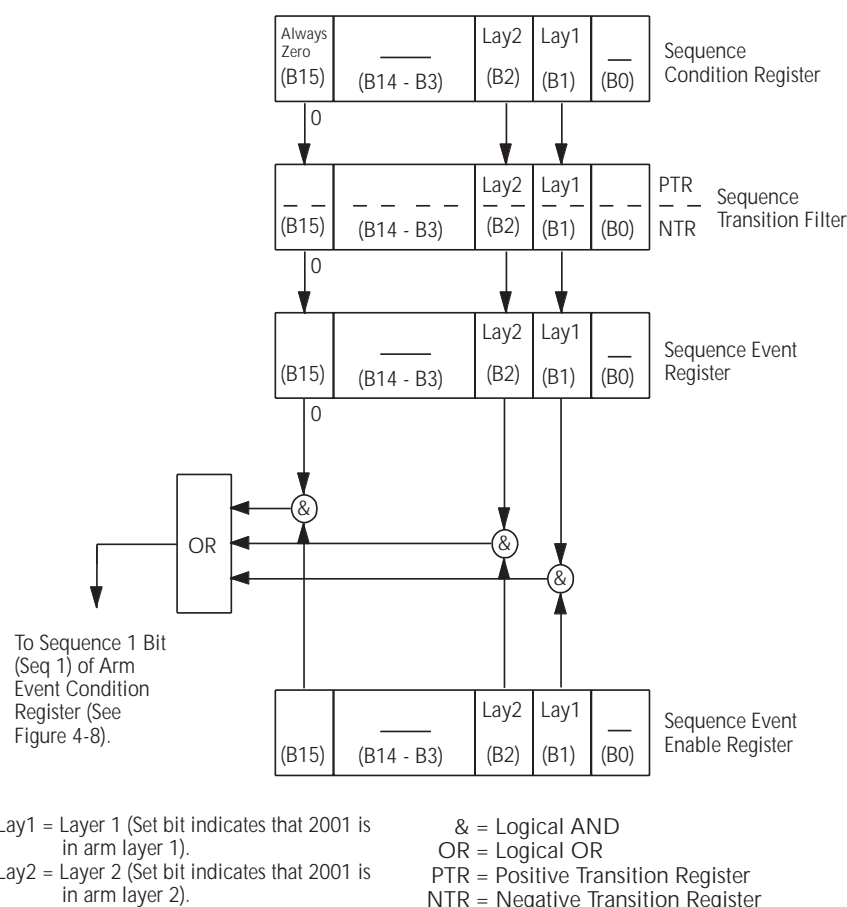 Always
Zero
(B15)
(B14 - B3)
Lay2
(B2)
Lay1
(B1)
(B0)
Sequence
Condition Register
0
(B15)
(B14 - B3)
Lay2
(B2)
Lay1
(B1)
(B0)
PTR
NTR
Sequence
Transition Filter
0
(B15)
(B14 - B3)
Lay2
(B2)
Lay1
(B1)
(B0)
Sequence Event
Register
0
&
OR
&
&
To Sequence 1 Bit
(Seq 1) of Arm
Event Condition
Register (See
Figure 4-8).
(B15)
(B14 - B3)
Lay2
(B2)
Lay1
(B1)
(B0)
Sequence Event
Enable Register
Lay1 = Layer 1 (Set bit indicates that 2001 is
in arm layer 1).
Lay2 = Layer 2 (Set bit indicates that 2001 is
in arm layer 2).
& = Logical AND
OR = Logical OR
PTR = Positive Transition Register
NTR = Negative Transition Register